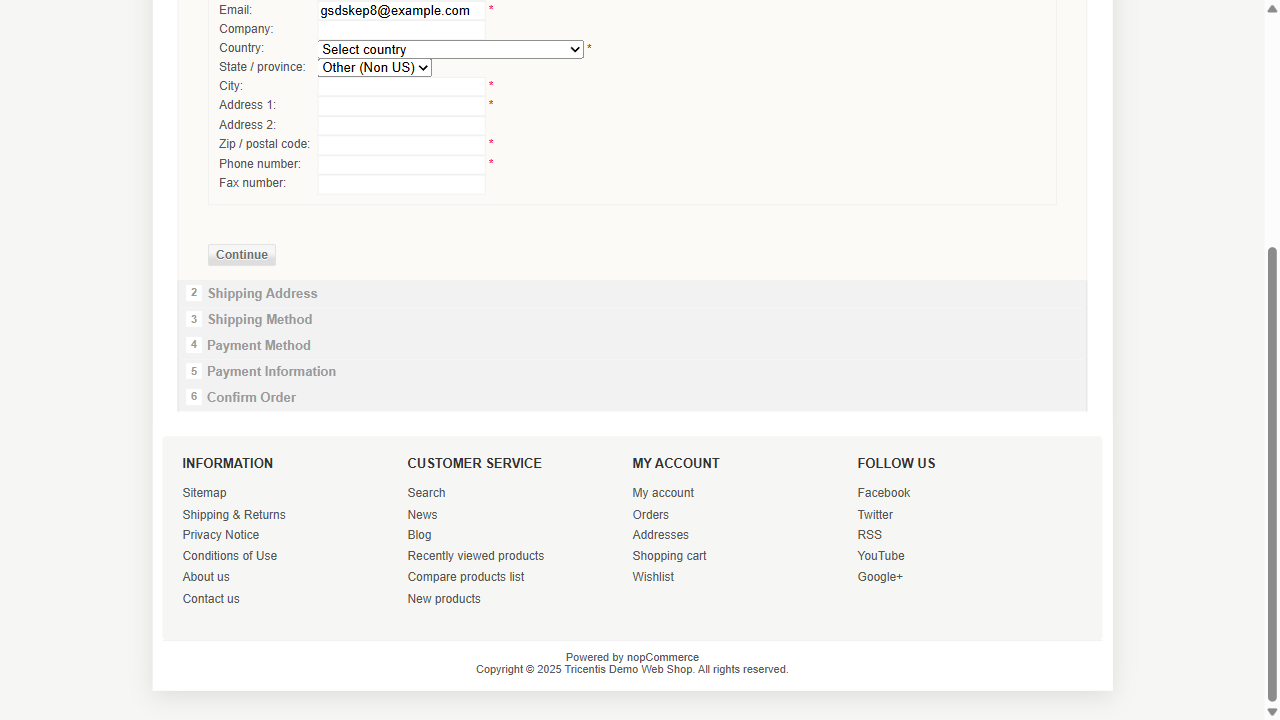 Email: gsdskep8@example.com *
Company:
Country: Select country *
State / province: Other (Non US)
City: *
Address 1: *
Address 2:
Zip / postal code: *
Phone number: *
Fax number:
Continue
2 Shipping Address
3 Shipping Method
4 Payment Method
5 Payment Information
6 Confirm Order
INFORMATION CUSTOMER SERVICE MY ACCOUNT FOLLOW US
Sitemap Search My account Facebook
Shipping & Returns News Orders Twitter
Privacy Notice Blog Addresses RSS
Conditions of Use Recently viewed products Shopping cart YouTube
About us Compare products list Wishlist Google+
Contact us New products
Powered by nopCommerce
Copyright © 2025 Tricentis Demo Web Shop. All rights reserved.